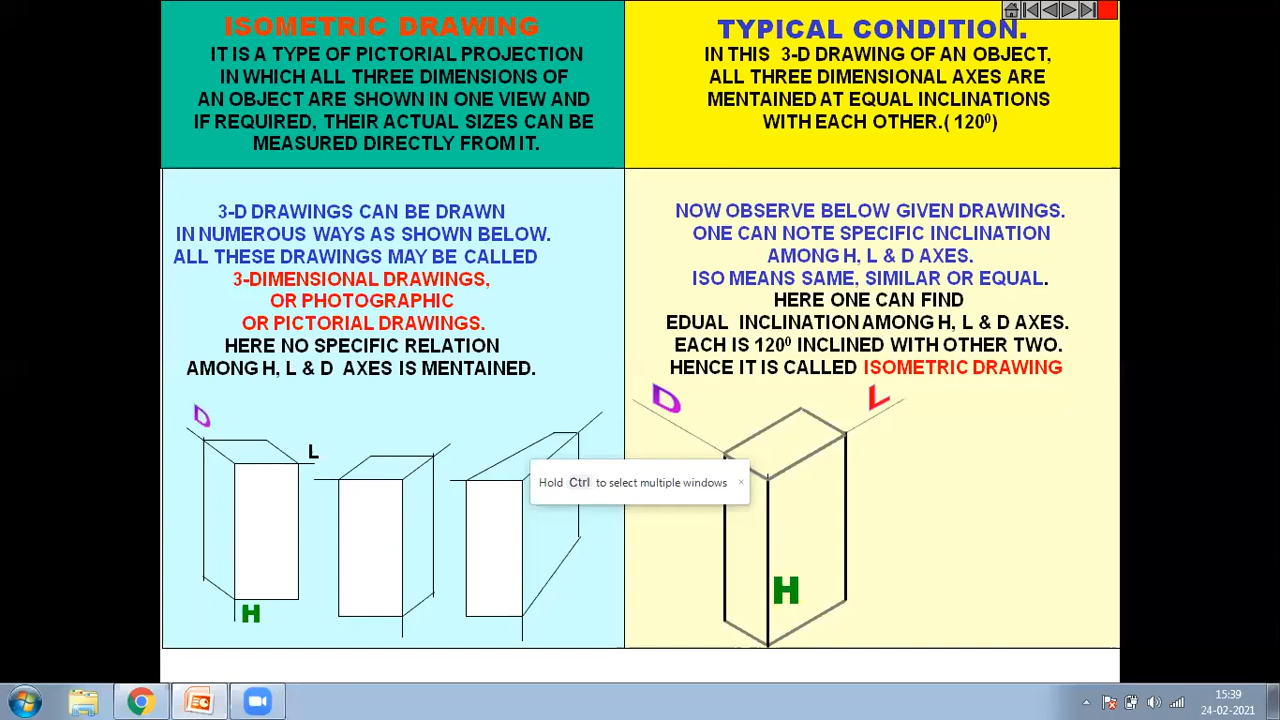 ISOMETRIC DRAWING
IT IS A TYPE OF PICTORIAL PROJECTION
IN WHICH ALL THREE DIMENSIONS OF
AN OBJECT ARE SHOWN IN ONE VIEW AND
IF REQUIRED, THEIR ACTUAL SIZES CAN BE
MEASURED DIRECTLY FROM IT.
TYPICAL CONDITION.
IN THIS 3-D DRAWING OF AN OBJECT,
ALL THREE DIMENSIONAL AXES ARE
MENTAINED AT EQUAL INCLINATIONS
WITH EACH OTHER.( 120⁰)
3-D DRAWINGS CAN BE DRAWN
IN NUMEROUS WAYS AS SHOWN BELOW.
ALL THESE DRAWINGS MAY BE CALLED
3-DIMENSIONAL DRAWINGS,
OR PHOTOGRAPHIC
OR PICTORIAL DRAWINGS.
HERE NO SPECIFIC RELATION
AMONG H, L & D AXES IS MENTAINED.
D
L
H
NOW OBSERVE BELOW GIVEN DRAWINGS.
ONE CAN NOTE SPECIFIC INCLINATION
AMONG H, L & D AXES.
ISO MEANS SAME, SIMILAR OR EQUAL.
HERE ONE CAN FIND
EDUAL INCLINATION AMONG H, L & D AXES.
EACH IS 120⁰ INCLINED WITH OTHER TWO.
HENCE IT IS CALLED ISOMETRIC DRAWING
D
L
H
Hold Ctrl to select multiple windows
15:39
24-02-2021